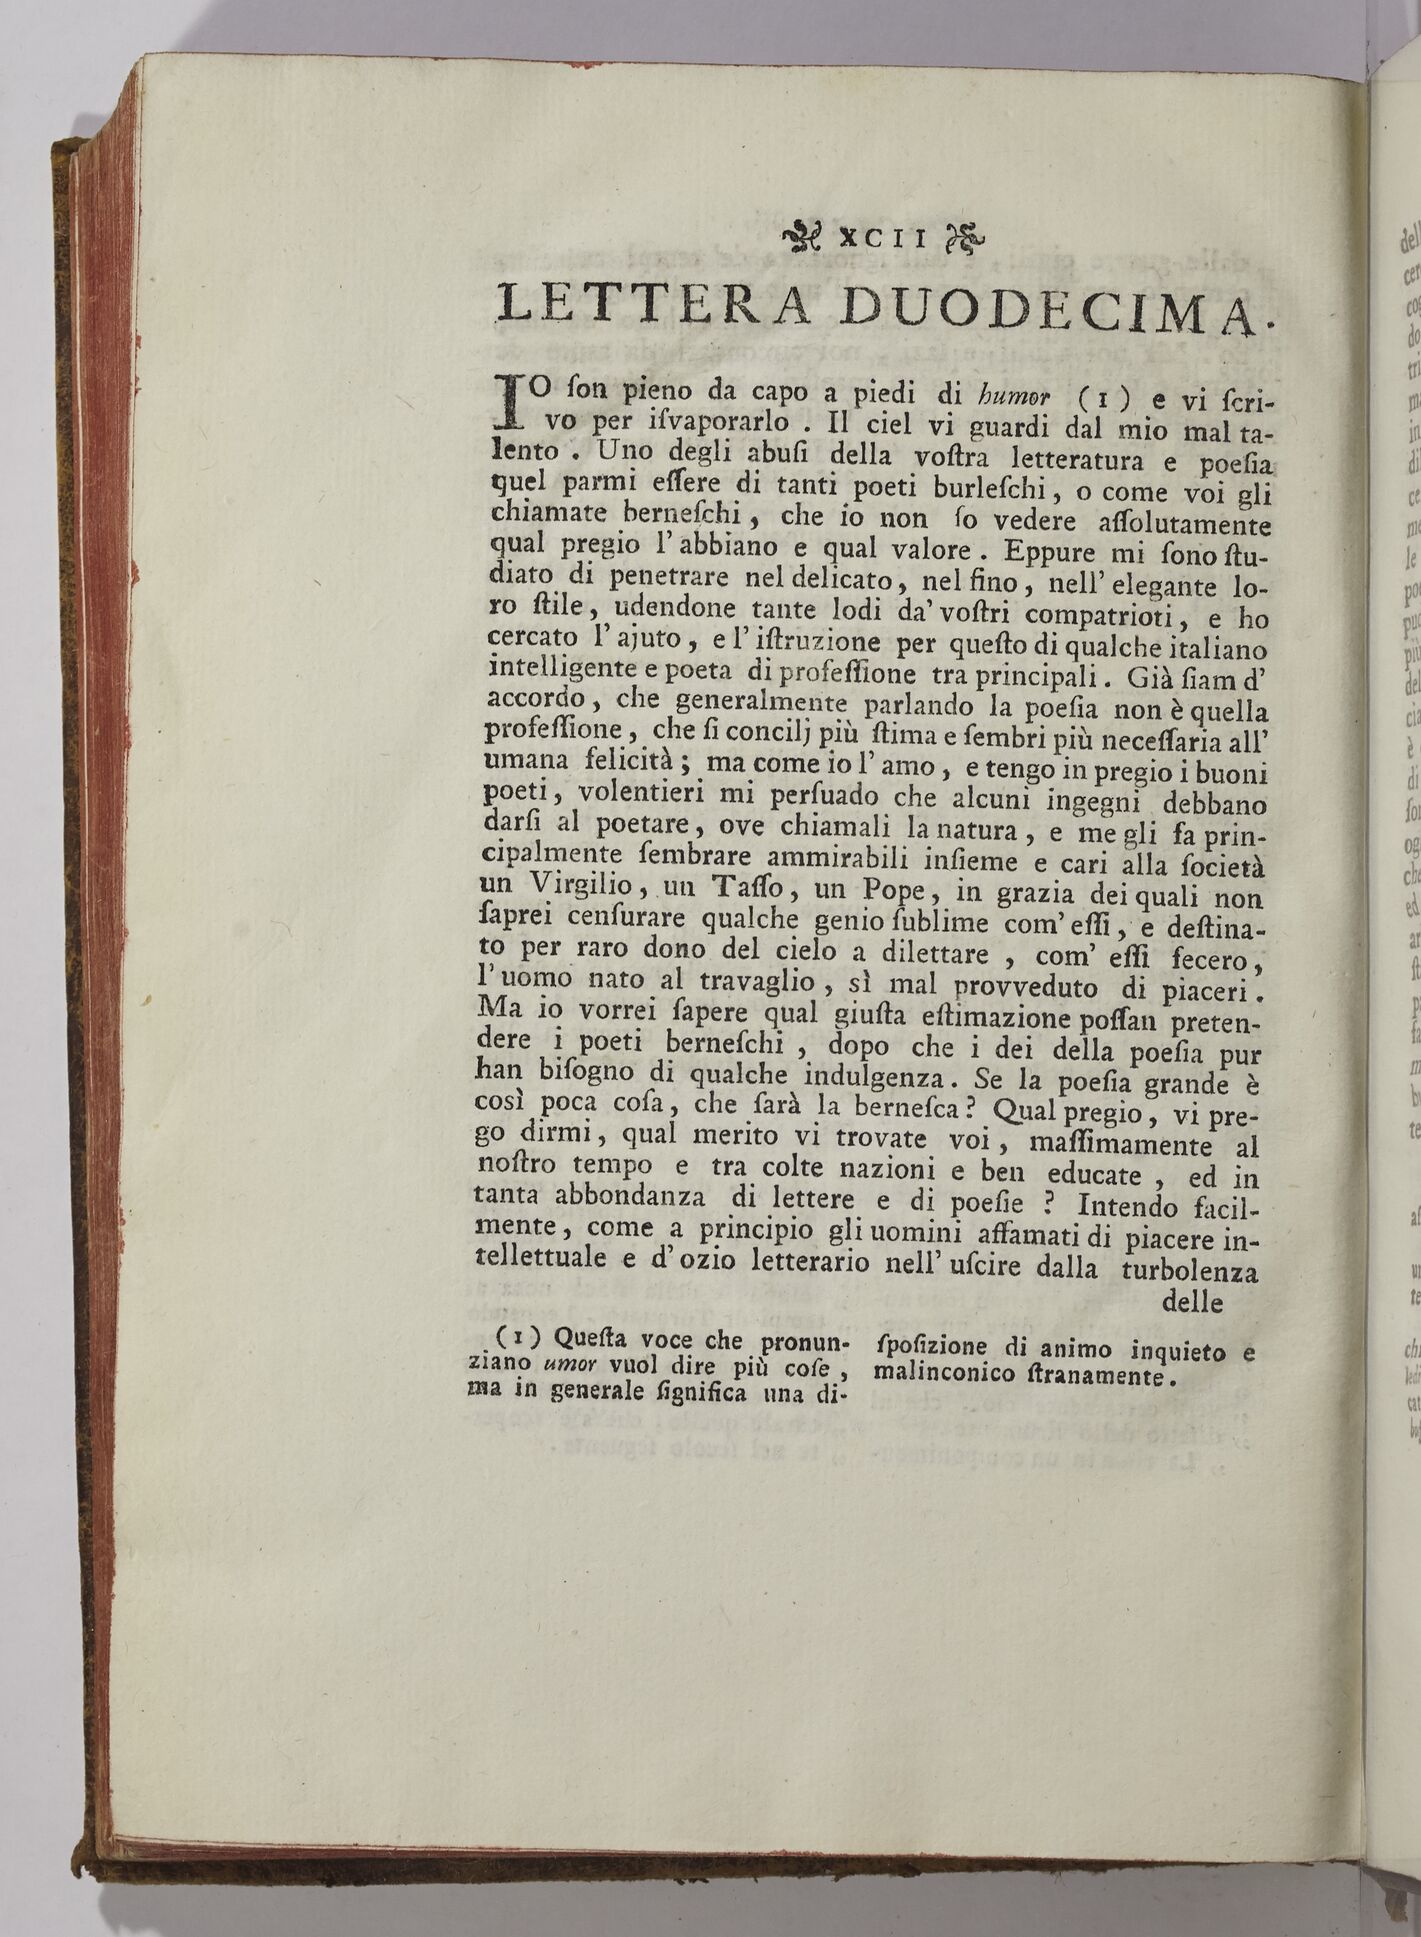 XCII
LETTERA DUODECIMA.
IO ſon pieno da capo a piedi di humor (1) e vi ſcri-
vo per iſvaporarlo. Il ciel vi guardi dal mio mal ta-
lento. Uno degli abuſi della voſtra letteratura e poeſia
quel parmi eſſere di tanti poeti burleſchi, o come voi gli
chiamate berneſchi, che io non ſo vedere aſſolutamente
qual pregio l'abbiano e qual valore. Eppure mi ſono ſtu-
diato di penetrare nel delicato, nel fino, nell' elegante lo-
ro ſtile, udendone tante lodi da' voſtri compatrioti, e ho
cercato l'ajuto, e l'iſtruzione per queſto di qualche italiano
intelligente e poeta di profeſſione tra principali. Già ſiam d'
accordo, che generalmente parlando la poeſia non è quella
profeſſione, che ſi concilj più ſtima e ſembri più neceſſaria all'
umana felicità; ma come io l'amo, e tengo in pregio i buoni
poeti, volentieri mi perſuado che alcuni ingegni debbano
darſi al poetare, ove chiamali la natura, e me gli fa prin-
cipalmente ſembrare ammirabili inſieme e cari alla ſocietà
un Virgilio, un Taſſo, un Pope, in grazia dei quali non
ſaprei cenſurare qualche genio ſublime com' eſſi, e deſtina-
to per raro dono del cielo a dilettare, com' eſſi fecero,
l'uomo nato al travaglio, sì mal provveduto di piaceri.
Ma io vorrei ſapere qual giuſta eſtimazione poſſan preten-
dere i poeti berneſchi, dopo che i dei della poeſia pur
han biſogno di qualche indulgenza. Se la poeſia grande è
così poca coſa, che ſarà la berneſca? Qual pregio, vi pre-
go dirmi, qual merito vi trovate voi, maſſimamente al
noſtro tempo e tra colte nazioni e ben educate, ed in
tanta abbondanza di lettere e di poeſie? Intendo facil-
mente, come a principio gli uomini affamati di piacere in-
tellettuale e d'ozio letterario nell' uſcire dalla turbolenza
delle
(1) Queſta voce che pronun-
ziano umor vuol dire più coſe,
ma in generale ſignifica una di-
ſpoſizione di animo inquieto e
malinconico ſtranamente.